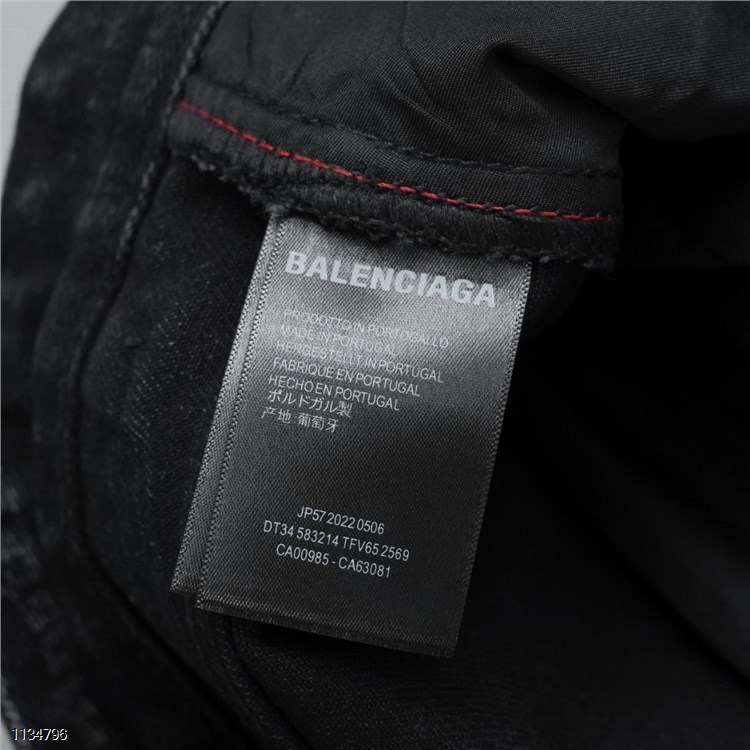 BALENCIAGA
PRODOTTO IN PORTOGALLO
MADE IN PORTUGAL
HERGESTELLT IN PORTUGAL
FABRIQUE EN PORTUGAL
HECHO EN PORTUGAL
ポルドガル製
产地 葡萄牙
JP57 2022 0506
DT34 583214 TFV65 2569
CA00985 - CA63081
1134796